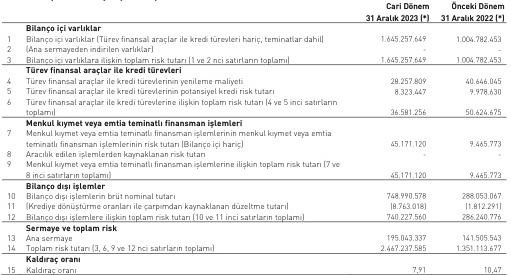 Cari Dönem Önceki Dönem
31 Aralık 2023 (*) 31 Aralık 2022 (*)
Bilanço içi varlıklar
1 Bilanço içi varlıklar (Türev finansal araçlar ile kredi türevleri hariç, teminatlar dahil) 1.645.257.649 1.004.782.453
2 (Ana sermayeden indirilen varlıklar) - -
3 Bilanço içi varlıklara ilişkin toplam risk tutarı (1 ve 2 nci satırların toplamı) 1.645.257.649 1.004.782.453
Türev finansal araçlar ile kredi türevleri
4 Türev finansal araçlar ile kredi türevlerinin yenileme maliyeti 28.257.809 40.646.045
5 Türev finansal araçlar ile kredi türevlerinin potansiyel kredi risk tutarı 8.323.447 9.978.630
6 Türev finansal araçlar ile kredi türevlerine ilişkin toplam risk tutarı (4 ve 5 inci satırların
toplamı) 36.581.256 50.624.675
Menkul kıymet veya emtia teminatlı finansman işlemleri
7 Menkul kıymet veya emtia teminatlı finansman işlemlerinin menkul kıymet veya emtia
teminatlı finansman işlemlerinin risk tutarı (Bilanço içi hariç) 45.171.120 9.465.773
8 Aracılık edilen işlemlerden kaynaklanan risk tutarı - -
9 Menkul kıymet veya emtia teminatlı finansman işlemlerine ilişkin toplam risk tutarı (7 ve
8 inci satırların toplamı) 45.171.120 9.465.773
Bilanço dışı işlemler
10 Bilanço dışı işlemlerin brüt nominal tutarı 748.990.578 288.053.067
11 (Krediye dönüştürme oranları ile çarpımdan kaynaklanan düzeltme tutarı) (8.763.018) (1.812.291)
12 Bilanço dışı işlemlere ilişkin toplam risk tutarı (10 ve 11 inci satırların toplamı) 740.227.560 286.240.776
Sermaye ve toplam risk
13 Ana sermaye 195.043.337 141.505.543
14 Toplam risk tutarı (3, 6, 9 ve 12 nci satırların toplamı) 2.467.237.585 1.351.113.677
Kaldıraç oranı
15 Kaldıraç oranı 7,91 10,47